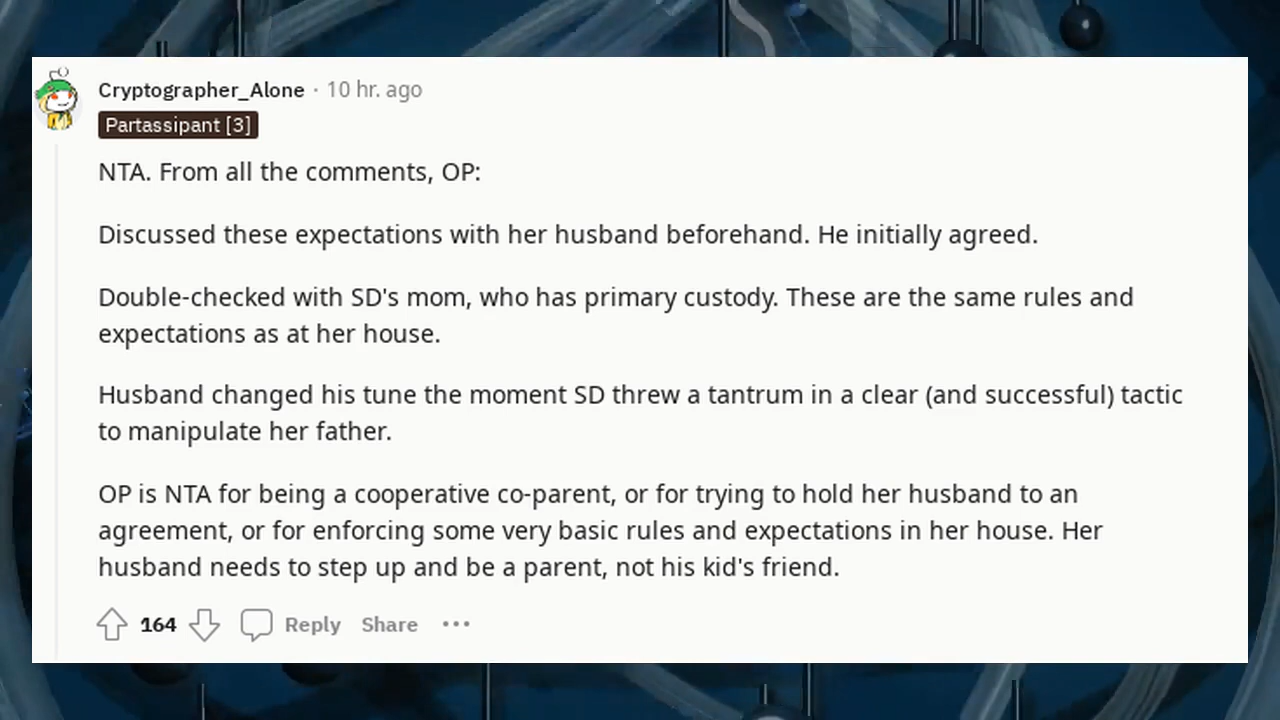 Cryptographer_Alone · 10 hr. ago
Partassipant [3]
NTA. From all the comments, OP:
Discussed these expectations with her husband beforehand. He initially agreed.
Double-checked with SD's mom, who has primary custody. These are the same rules and
expectations as at her house.
Husband changed his tune the moment SD threw a tantrum in a clear (and successful) tactic
to manipulate her father.
OP is NTA for being a cooperative co-parent, or for trying to hold her husband to an
agreement, or for enforcing some very basic rules and expectations in her house. Her
husband needs to step up and be a parent, not his kid's friend.
164 Reply Share ···